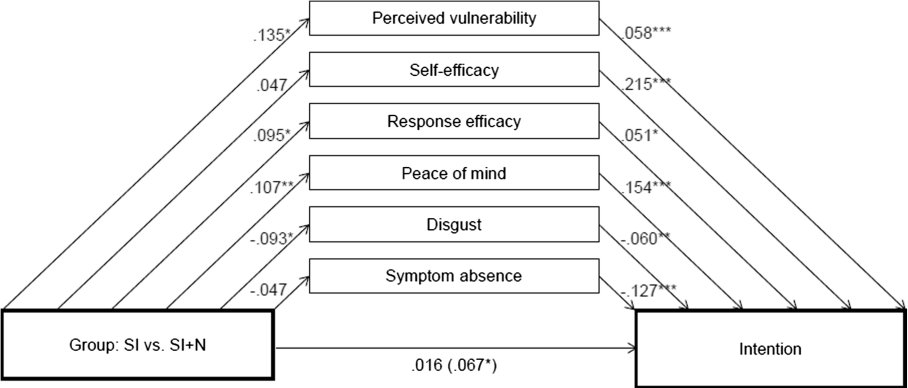 Perceived vulnerability
.135*
.058***
Self-efficacy
.047
.215***
Response efficacy
.095*
.051*
Peace of mind
.107**
.154***
Disgust
-.093*
-.060**
Symptom absence
-.047
-.127***
Group: SI vs. SI+N
Intention
.016 (.067*)